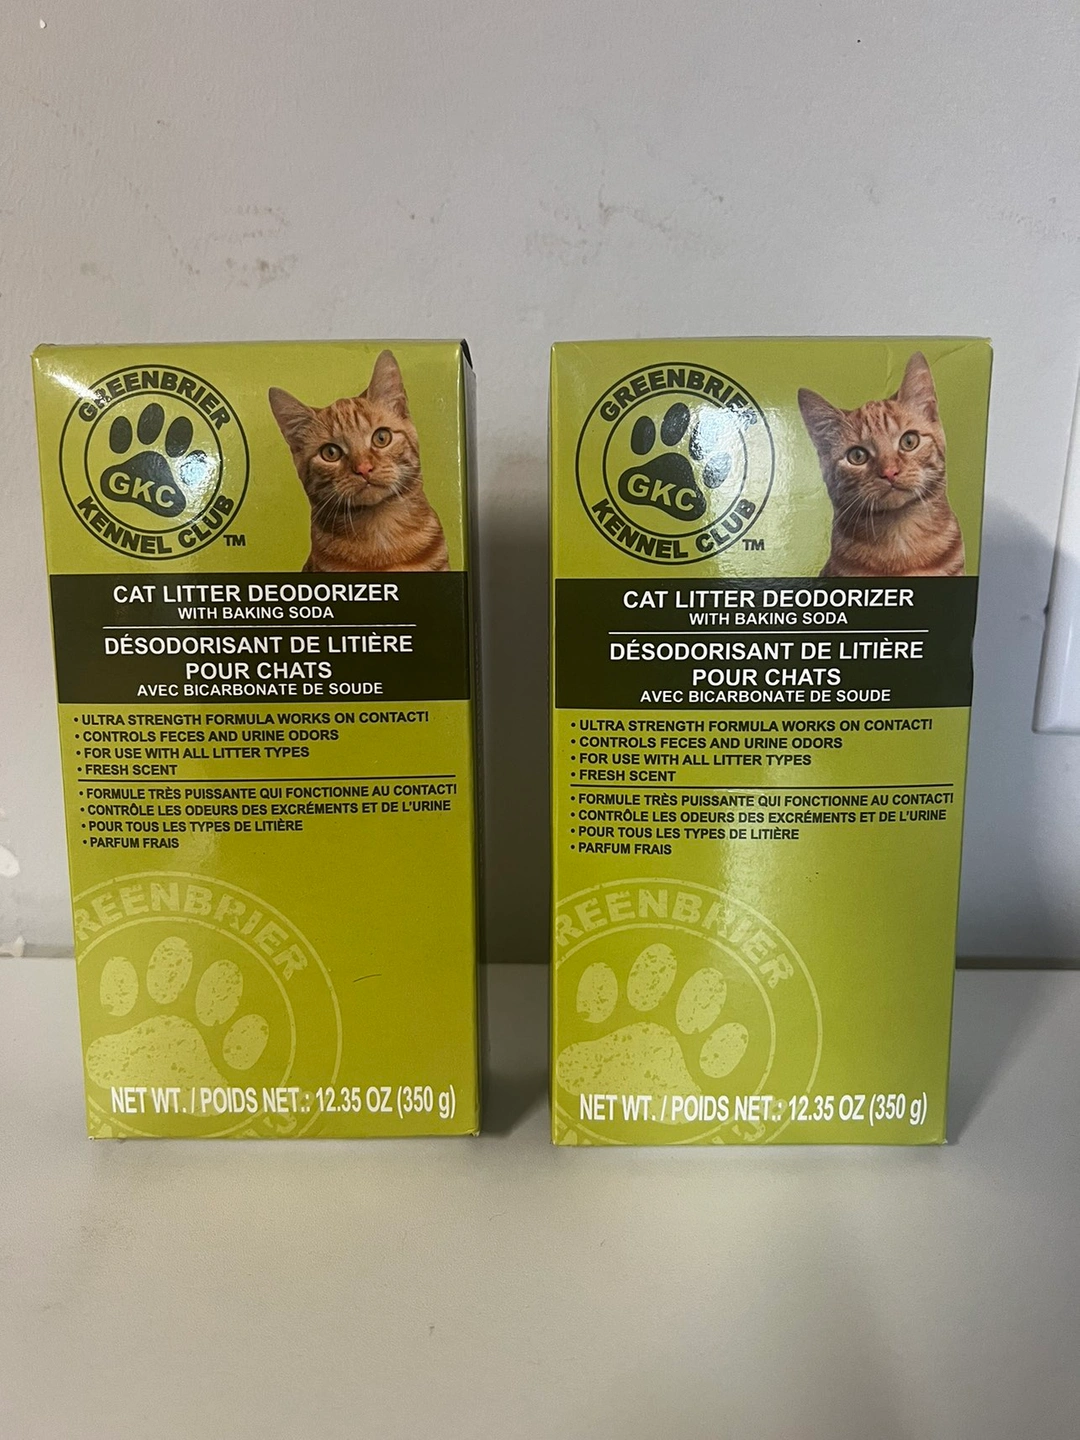 GREENBRIER
GKC
KENNEL CLUB
TM
CAT LITTER DEODORIZER
WITH BAKING SODA
DÉSODORISANT DE LITIÈRE
POUR CHATS
AVEC BICARBONATE DE SOUDE
• ULTRA STRENGTH FORMULA WORKS ON CONTACT!
• CONTROLS FECES AND URINE ODORS
• FOR USE WITH ALL LITTER TYPES
• FRESH SCENT
• FORMULE TRÈS PUISSANTE QUI FONCTIONNE AU CONTACT!
• CONTRÔLE LES ODEURS DES EXCRÉMENTS ET DE L'URINE
• POUR TOUS LES TYPES DE LITIÈRE
• PARFUM FRAIS
REENBRIER
NET WT. / POIDS NET.: 12.35 OZ (350 g)
GREENBRIER
GKC
KENNEL CLUB
TM
CAT LITTER DEODORIZER
WITH BAKING SODA
DÉSODORISANT DE LITIÈRE
POUR CHATS
AVEC BICARBONATE DE SOUDE
• ULTRA STRENGTH FORMULA WORKS ON CONTACT!
• CONTROLS FECES AND URINE ODORS
• FOR USE WITH ALL LITTER TYPES
• FRESH SCENT
• FORMULE TRÈS PUISSANTE QUI FONCTIONNE AU CONTACT!
• CONTRÔLE LES ODEURS DES EXCRÉMENTS ET DE L'URINE
• POUR TOUS LES TYPES DE LITIÈRE
• PARFUM FRAIS
REENBRIER
NET WT. / POIDS NET.: 12.35 OZ (350 g)